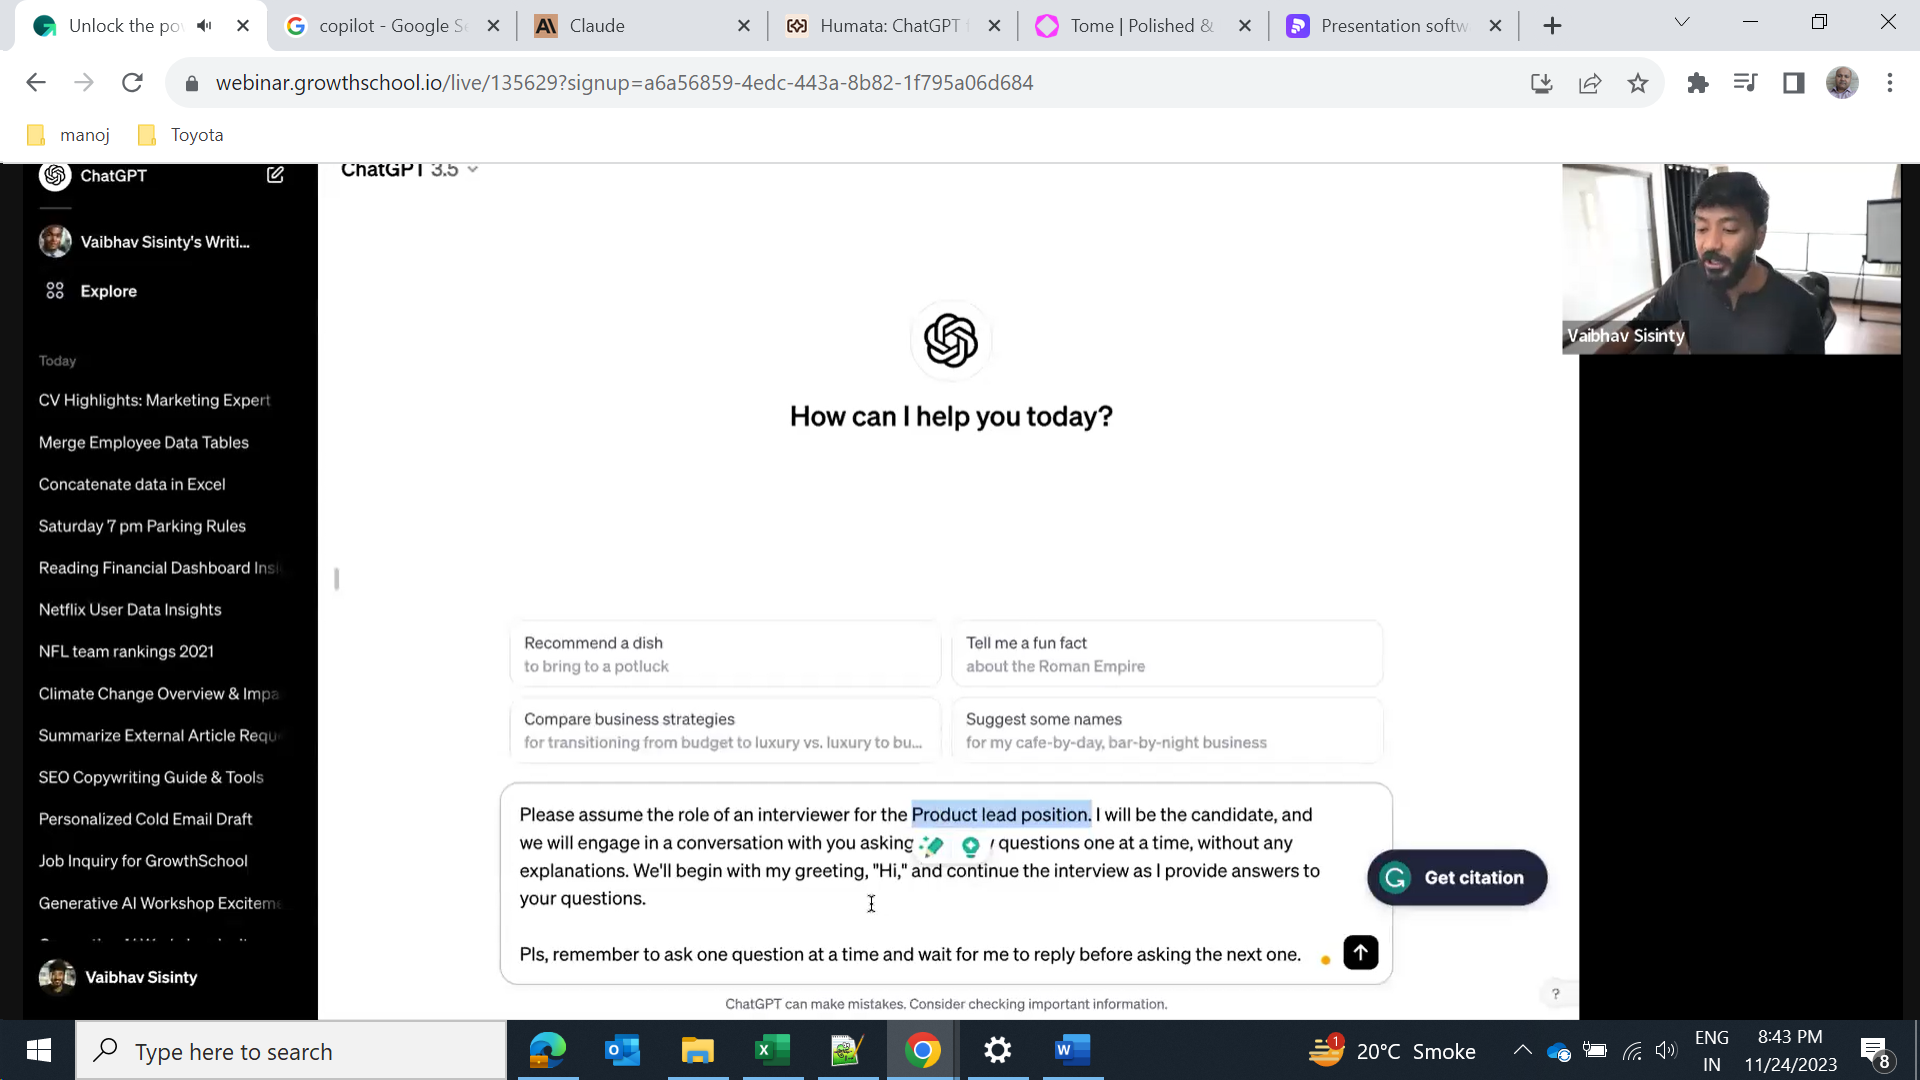 Unlock the po
copilot - Google Se
Claude
Humata: ChatGPT
Tome | Polished &
Presentation softw
webinar.growthschool.io/live/135629?signup=a6a56859-4edc-443a-8b82-1f795a06d684
manoj
Toyota
ChatGPT
ChatGPT 3.5
Vaibhav Sisinty's Writi...
Explore
Vaibhav Sisinty
Today
CV Highlights: Marketing Expert
Merge Employee Data Tables
Concatenate data in Excel
Saturday 7 pm Parking Rules
Reading Financial Dashboard Insi
Netflix User Data Insights
NFL team rankings 2021
Climate Change Overview & Impa
Summarize External Article Requ
SEO Copywriting Guide & Tools
Personalized Cold Email Draft
Job Inquiry for GrowthSchool
Generative AI Workshop Exciteme
Vaibhav Sisinty
How can I help you today?
Recommend a dish
to bring to a potluck
Tell me a fun fact
about the Roman Empire
Compare business strategies
for transitioning from budget to luxury vs. luxury to bu...
Suggest some names
for my cafe-by-day, bar-by-night business
Please assume the role of an interviewer for the Product lead position. I will be the candidate, and
we will engage in a conversation with you asking questions one at a time, without any
explanations. We'll begin with my greeting, "Hi," and continue the interview as I provide answers to
your questions.
Pls, remember to ask one question at a time and wait for me to reply before asking the next one.
Get citation
ChatGPT can make mistakes. Consider checking important information.
?
Type here to search
1
20°C Smoke
ENG
IN
8:43 PM
11/24/2023
8